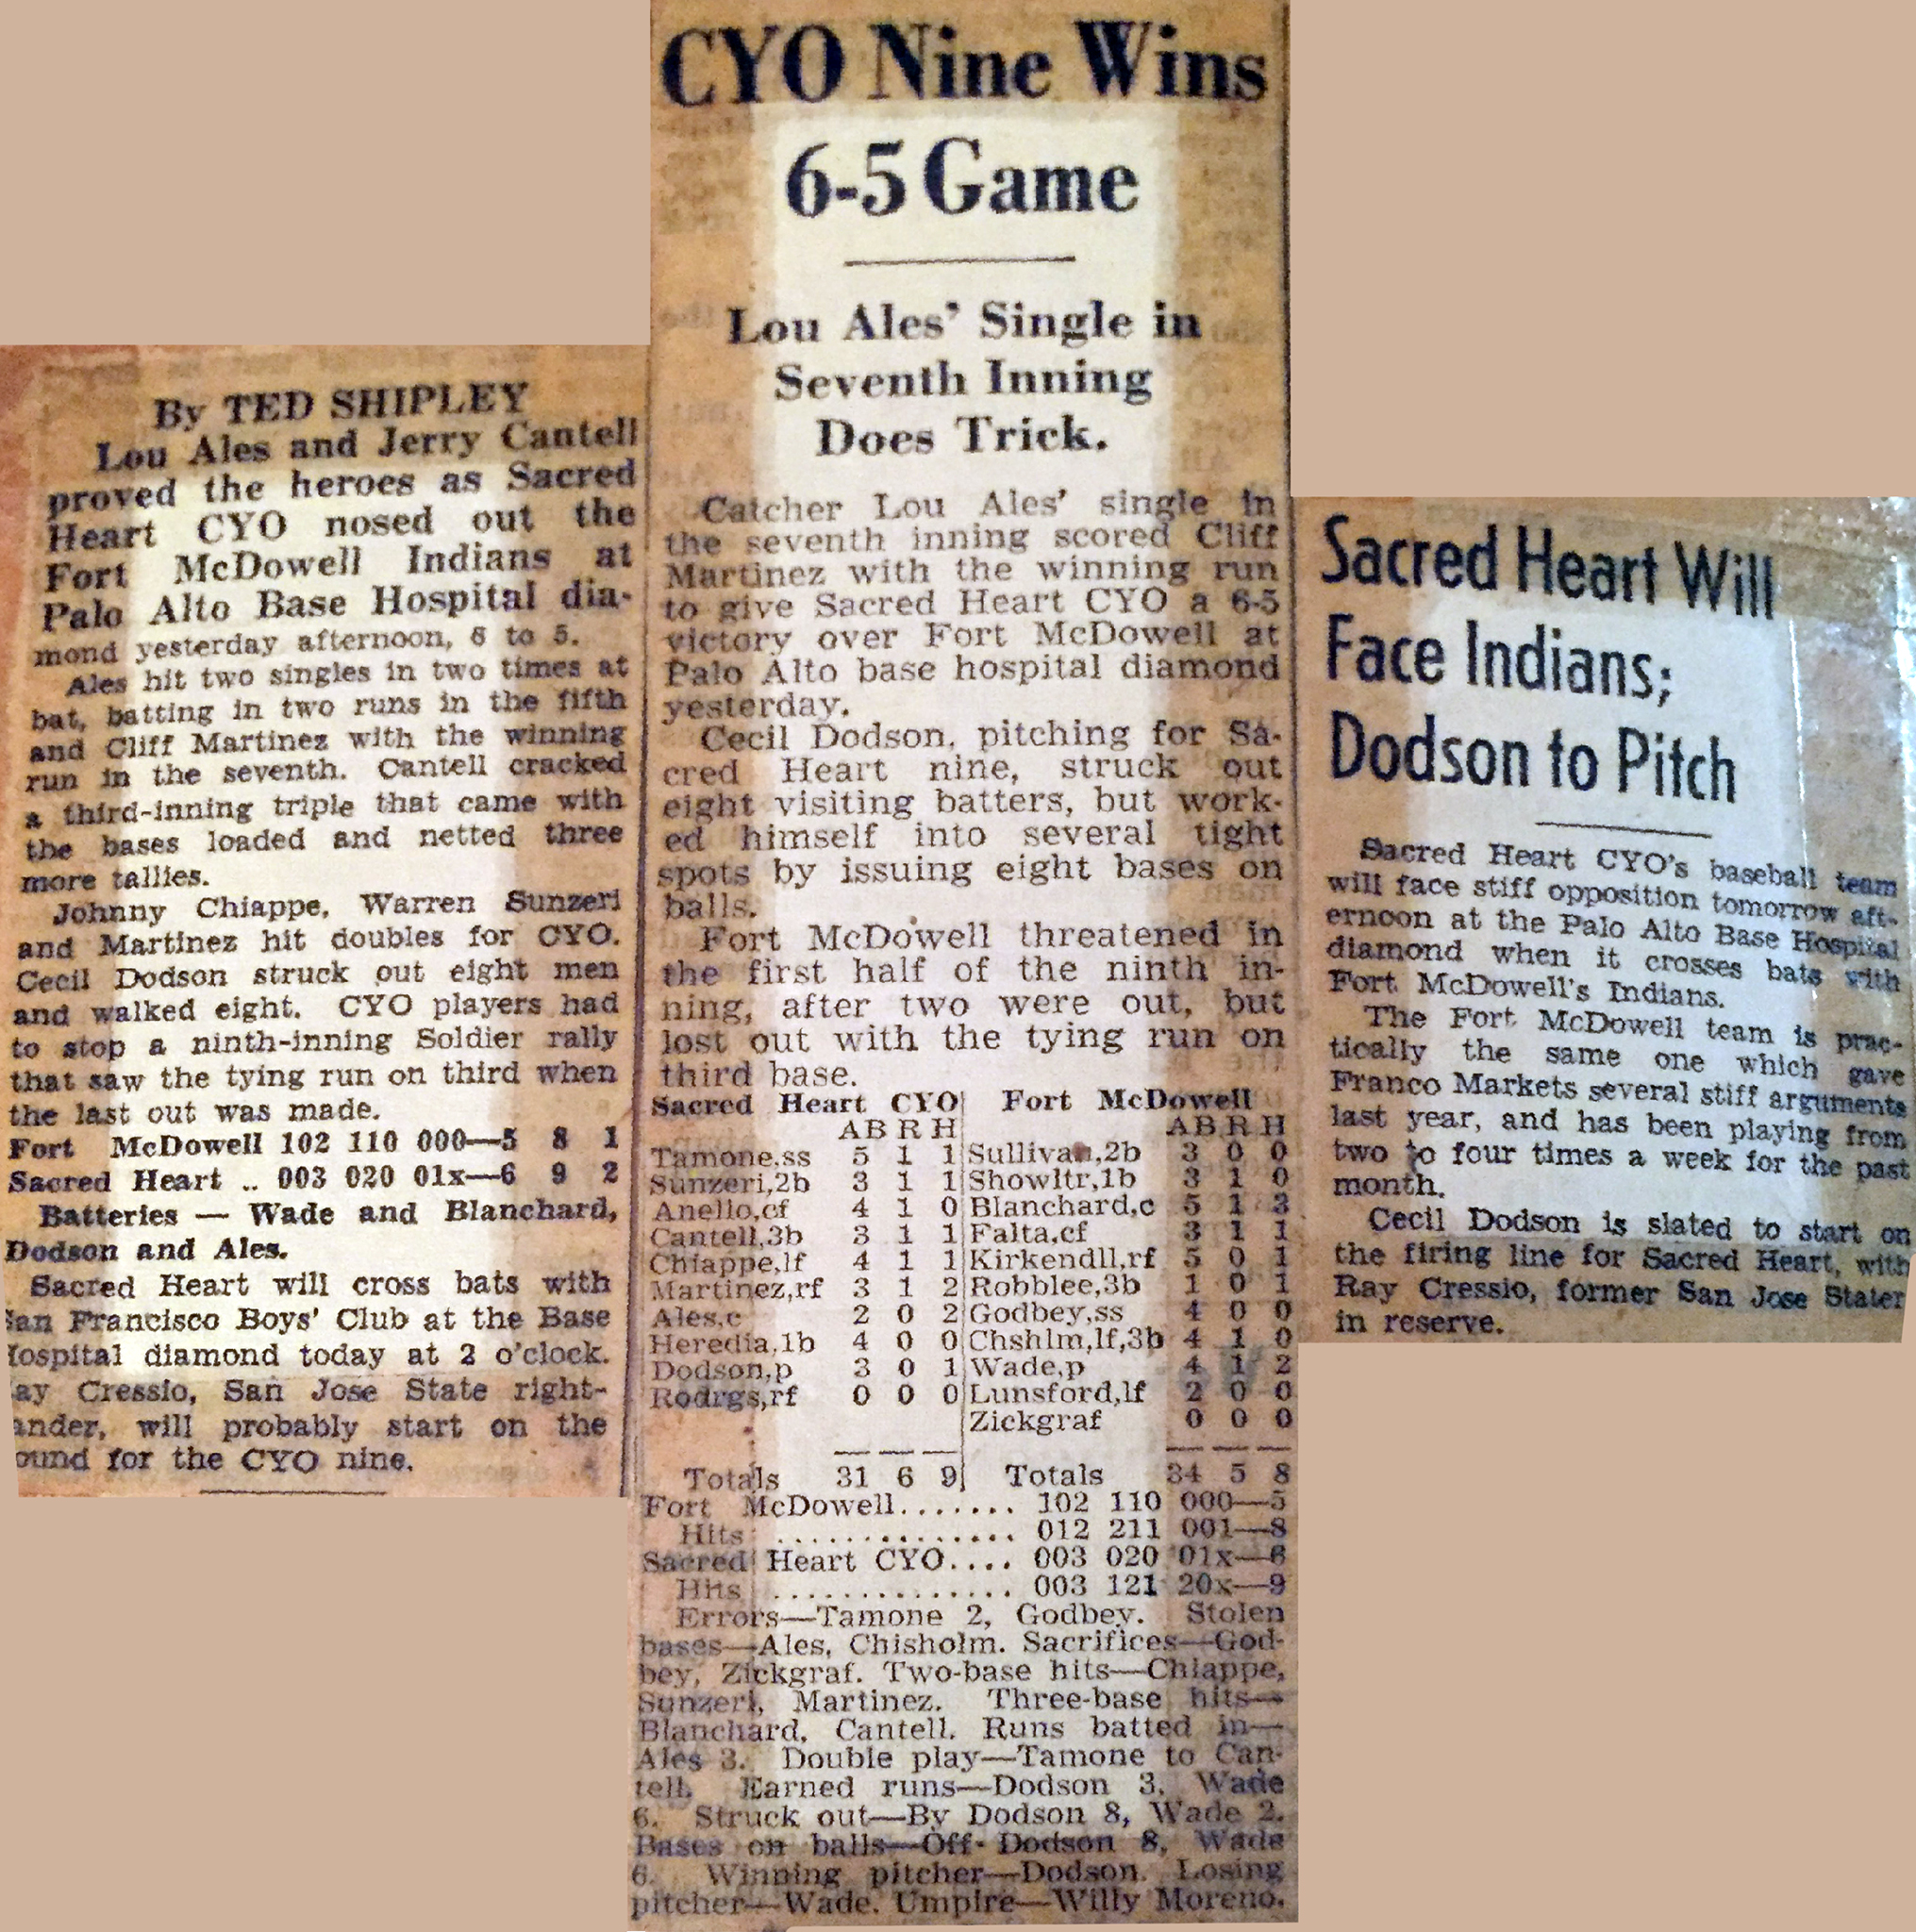 By TED SHIPLEY
Lou Ales and Jerry Cantell
proved the heroes as Sacred
Heart CYO nosed out the
Fort McDowell Indians at
Palo Alto Base Hospital dia-
mond yesterday afternoon, 6 to 5.
Ales hit two singles in two times at
bat, batting in two runs in the fifth
and Cliff Martinez with the winning
run in the seventh. Cantell cracked
a third-inning triple that came with
the bases loaded and netted three
more tallies.
Johnny Chiappe, Warren Sunzeri
and Martinez hit doubles for CYO.
Cecil Dodson struck out eight men
and walked eight. CYO players had
to stop a ninth-inning Soldier rally
that saw the tying run on third when
the last out was made.
Fort McDowell 102 110 000—5 8 1
Sacred Heart .. 003 020 01x—6 9 2
Batteries — Wade and Blanchard,
Dodson and Ales.
Sacred Heart will cross bats with
San Francisco Boys' Club at the Base
Hospital diamond today at 2 o'clock.
ay Cressio, San Jose State right-
ander, will probably start on the
ound for the CYO nine.
CYO Nine Wins
6-5 Game
Lou Ales' Single in
Seventh Inning
Does Trick.
Catcher Lou Ales' single in
the seventh inning scored Cliff
Martinez with the winning run
to give Sacred Heart CYO a 6-5
victory over Fort McDowell at
Palo Alto base hospital diamond
yesterday.
Cecil Dodson, pitching for Sa-
cred Heart nine, struck out
eight visiting batters, but work-
ed himself into several tight
spots by issuing eight bases on
balls.
Fort McDowell threatened in
the first half of the ninth in-
ning, after two were out, but
lost out with the tying run on
third base.
Sacred Heart CYO Fort McDowell
AB R H AB R H
Tamone,ss 5 1 1 Sullivan,2b 3 0 0
Sunzeri,2b 3 1 1 Showltr,1b 3 1 0
Anello,cf 4 1 0 Blanchard,c 5 1 3
Cantell,3b 3 1 1 Falta,cf 3 1 1
Chiappe,lf 4 1 1 Kirkendll,rf 5 0 1
Martinez,rf 3 1 2 Robblee,3b 1 0 1
Ales,c 2 0 2 Godbey,ss 4 0 0
Heredia,1b 4 0 0 Chshlm,lf,3b 4 1 0
Dodson,p 3 0 1 Wade,p 4 1 2
Rodrgs,rf 0 0 0 Lunsford,lf 2 0 0
Zickgraf 0 0 0
Totals 31 6 9 Totals 34 5 8
Fort McDowell....... 102 110 000—5
Hits .............. 012 211 001—8
Sacred Heart CYO.... 003 020 01x—6
Hits .............. 003 121 20x—9
Errors—Tamone 2, Godbey. Stolen
bases—Ales, Chisholm. Sacrifices—God-
bey, Zickgraf. Two-base hits—Chiappe,
Sunzeri, Martinez. Three-base hits—
Blanchard, Cantell. Runs batted in—
Ales 3. Double play—Tamone to Can-
tell. Earned runs—Dodson 3, Wade
6. Struck out—By Dodson 8, Wade 2.
Bases on balls—Off Dodson 8, Wade
6. Winning pitcher—Dodson. Losing
pitcher—Wade. Umpire—Willy Moreno.
Sacred Heart Will
Face Indians;
Dodson to Pitch
Sacred Heart CYO's baseball team
will face stiff opposition tomorrow aft-
ernoon at the Palo Alto Base Hospital
diamond when it crosses bats with
Fort McDowell's Indians.
The Fort McDowell team is prac-
tically the same one which gave
Franco Markets several stiff arguments
last year, and has been playing from
two to four times a week for the past
month.
Cecil Dodson is slated to start on
the firing line for Sacred Heart, with
Ray Cressio, former San Jose Stater
in reserve.